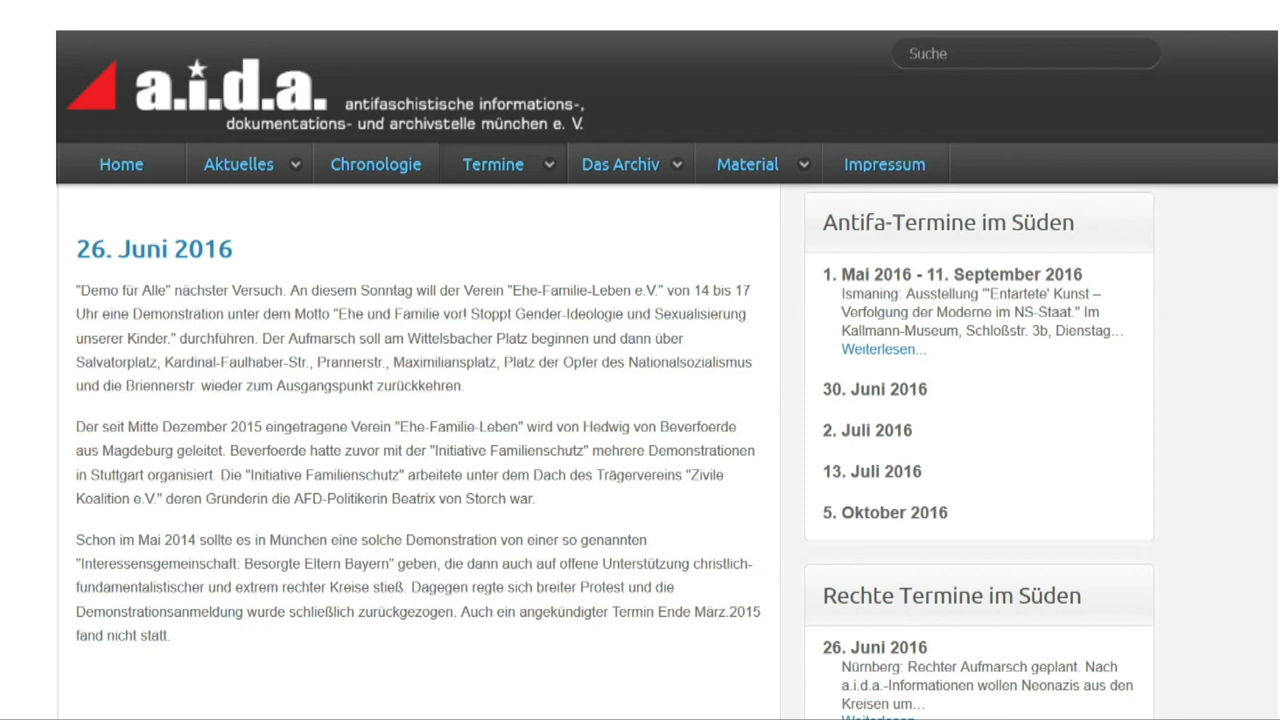 Suche
a.i.d.a. antifaschistische informations-,
dokumentations- und archivstelle münchen e. V.
Home Aktuelles Chronologie Termine Das Archiv Material Impressum
26. Juni 2016
"Demo für Alle" nächster Versuch. An diesem Sonntag will der Verein "Ehe-Familie-Leben e.V." von 14 bis 17
Uhr eine Demonstration unter dem Motto "Ehe und Familie vor! Stoppt Gender-Ideologie und Sexualisierung
unserer Kinder." durchführen. Der Aufmarsch soll am Wittelsbacher Platz beginnen und dann über
Salvatorplatz, Kardinal-Faulhaber-Str., Prannerstr., Maximiliansplatz, Platz der Opfer des Nationalsozialismus
und die Briennerstr. wieder zum Ausgangspunkt zurückkehren.
Der seit Mitte Dezember 2015 eingetragene Verein "Ehe-Familie-Leben" wird von Hedwig von Beverfoerde
aus Magdeburg geleitet. Beverfoerde hatte zuvor mit der "Initiative Familienschutz" mehrere Demonstrationen
in Stuttgart organisiert. Die "Initiative Familienschutz" arbeitete unter dem Dach des Trägervereins "Zivile
Koalition e.V." deren Gründerin die AFD-Politikerin Beatrix von Storch war.
Schon im Mai 2014 sollte es in München eine solche Demonstration von einer so genannten
"Interessensgemeinschaft: Besorgte Eltern Bayern" geben, die dann auch auf offene Unterstützung christlich-
fundamentalistischer und extrem rechter Kreise stieß. Dagegen regte sich breiter Protest und die
Demonstrationsanmeldung wurde schließlich zurückgezogen. Auch ein angekündigter Termin Ende März.2015
fand nicht statt.
Antifa-Termine im Süden
1. Mai 2016 - 11. September 2016
Ismaning: Ausstellung "'Entartete' Kunst –
Verfolgung der Moderne im NS-Staat." Im
Kallmann-Museum, Schloßstr. 3b, Dienstag…
Weiterlesen...
30. Juni 2016
2. Juli 2016
13. Juli 2016
5. Oktober 2016
Rechte Termine im Süden
26. Juni 2016
Nürnberg: Rechter Aufmarsch geplant. Nach
a.i.d.a.-Informationen wollen Neonazis aus den
Kreisen um…
Weiterlesen...